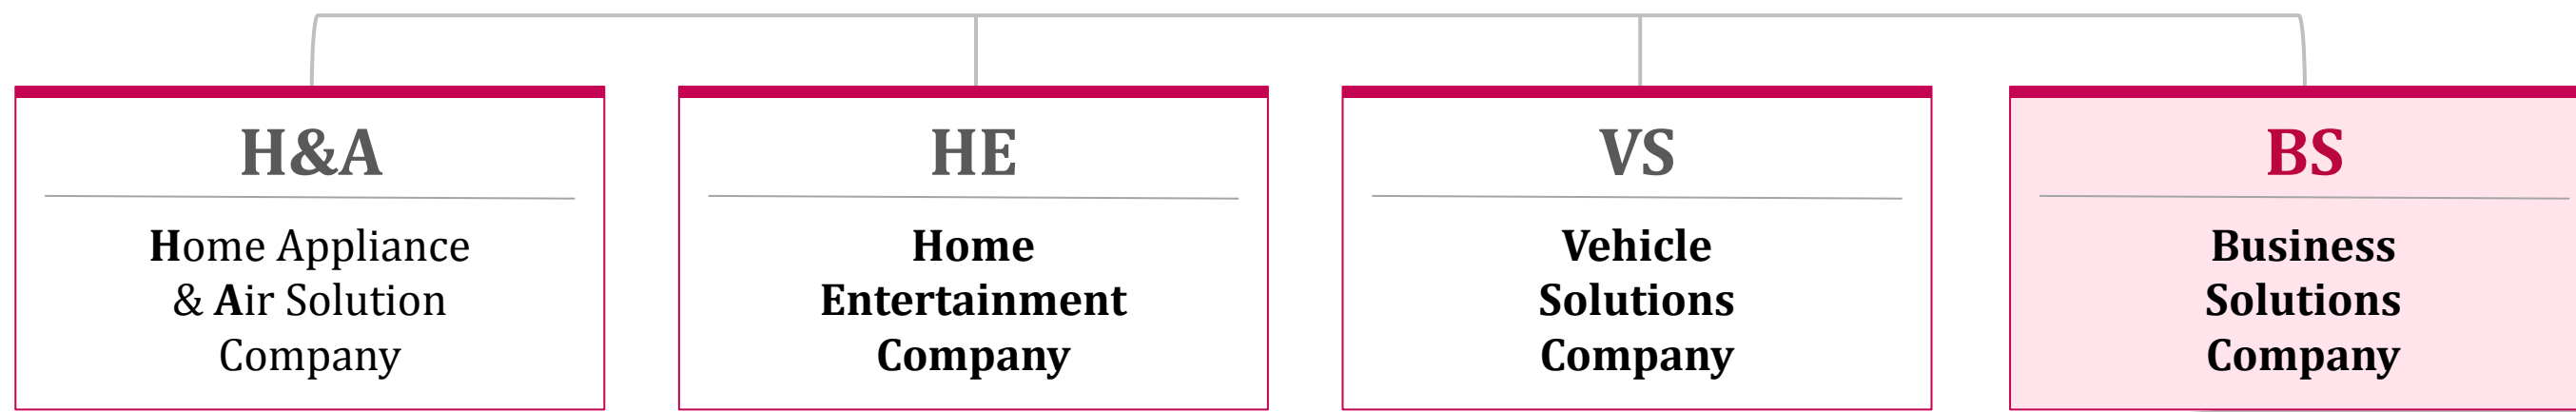 H&A
Home Appliance
& Air Solution
Company
HE
Home
Entertainment
Company
VS
Vehicle
Solutions
Company
BS
Business
Solutions
Company